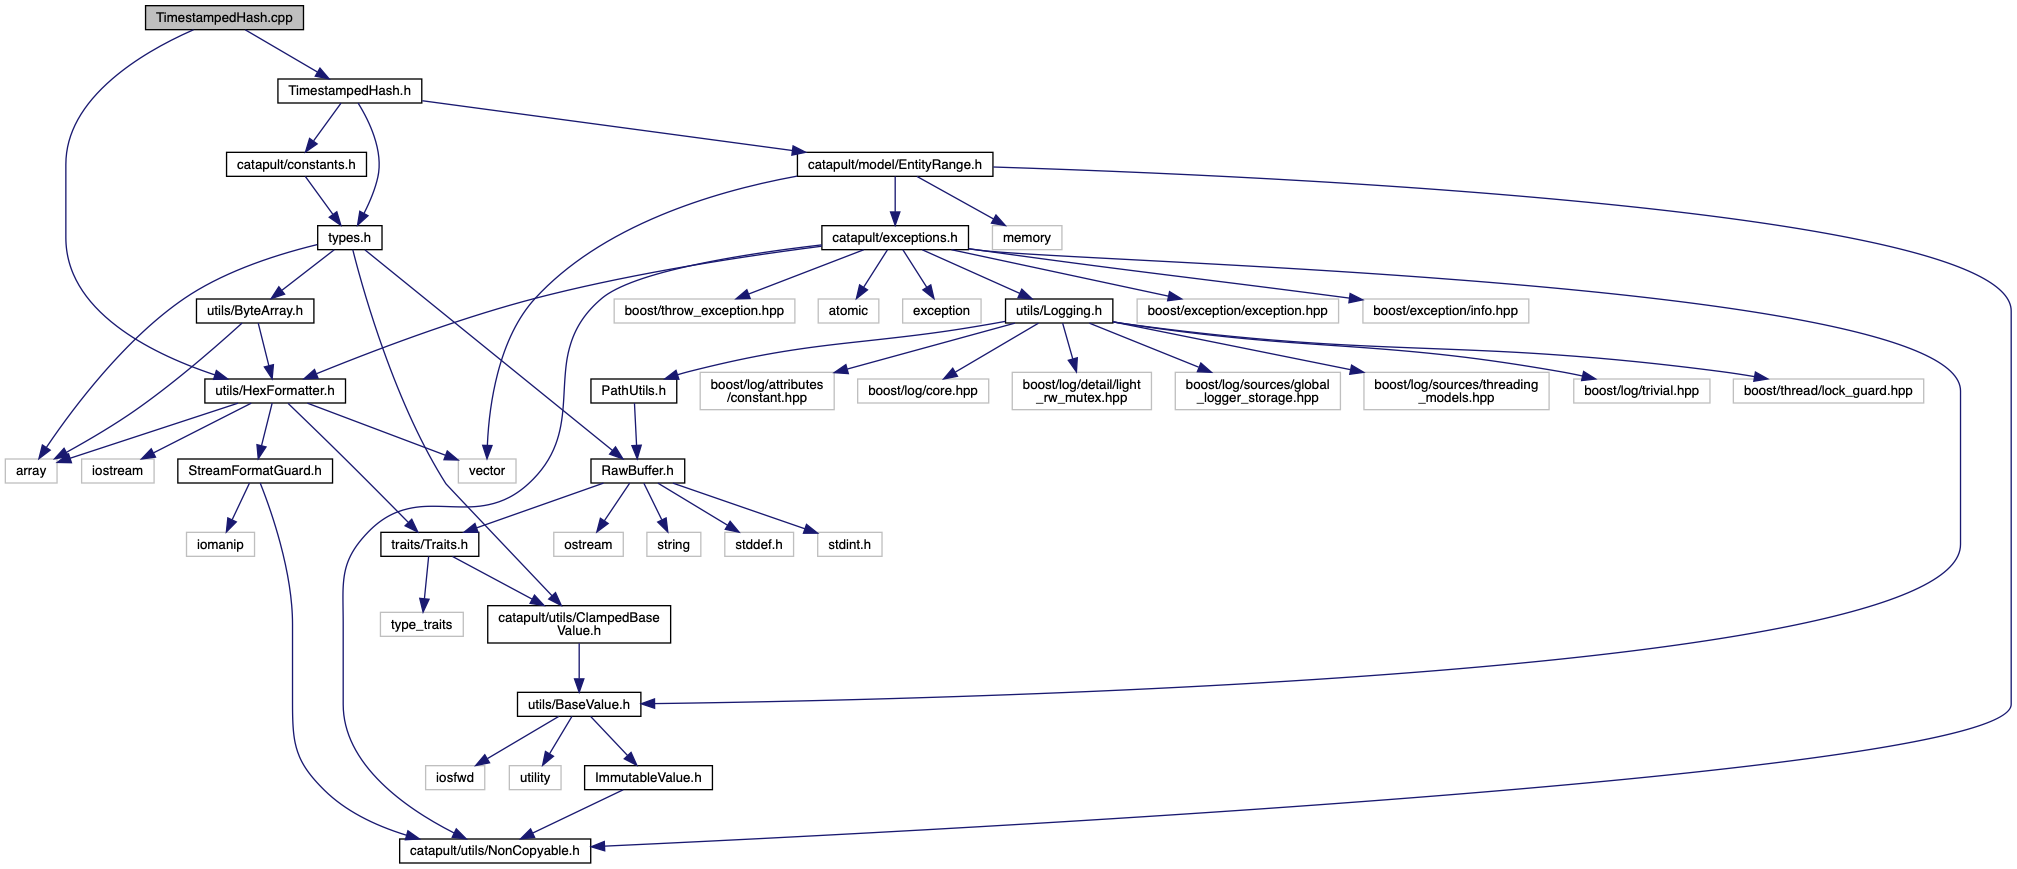 TimestampedHash.cpp
TimestampedHash.h
catapult/constants.h
catapult/model/EntityRange.h
types.h
catapult/exceptions.h
memory
utils/ByteArray.h
boost/throw_exception.hpp
atomic
exception
utils/Logging.h
boost/exception/exception.hpp
boost/exception/info.hpp
utils/HexFormatter.h
PathUtils.h
boost/log/attributes
/constant.hpp
boost/log/core.hpp
boost/log/detail/light
_rw_mutex.hpp
boost/log/sources/global
_logger_storage.hpp
boost/log/sources/threading
_models.hpp
boost/log/trivial.hpp
boost/thread/lock_guard.hpp
array
iostream
StreamFormatGuard.h
vector
RawBuffer.h
iomanip
traits/Traits.h
ostream
string
stddef.h
stdint.h
type_traits
catapult/utils/ClampedBase
Value.h
utils/BaseValue.h
iosfwd
utility
ImmutableValue.h
catapult/utils/NonCopyable.h